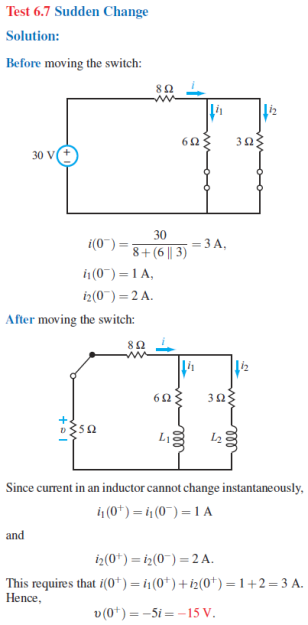 Test 6.7 Sudden Change
Solution:
Before moving the switch:
8 Ω i
i₁ i₂
6 Ω 3 Ω
30 V + −
i(0⁻) = 30 / (8 + (6 ∥ 3)) = 3 A,
i₁(0⁻) = 1 A,
i₂(0⁻) = 2 A.
After moving the switch:
8 Ω i
i₁ i₂
6 Ω 3 Ω
+ υ − 5 Ω
L₁ L₂
Since current in an inductor cannot change instantaneously,
i₁(0⁺) = i₁(0⁻) = 1 A
and
i₂(0⁺) = i₂(0⁻) = 2 A.
This requires that i(0⁺) = i₁(0⁺) + i₂(0⁺) = 1 + 2 = 3 A.
Hence,
υ(0⁺) = −5i = −15 V.